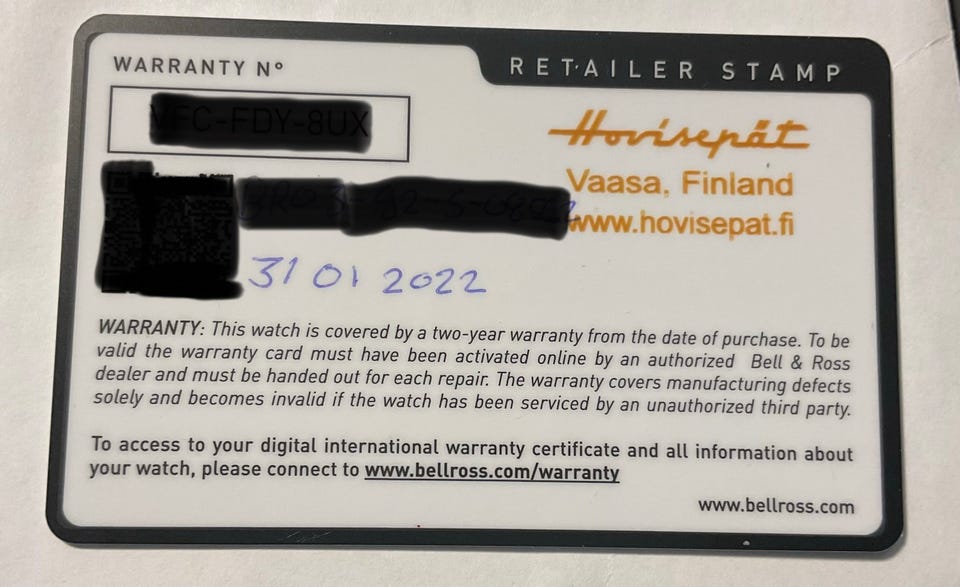 WARRANTY Nº
RETAILER STAMP
Hovisepät
Vaasa, Finland
www.hovisepat.fi
31 01 2022
WARRANTY: This watch is covered by a two-year warranty from the date of purchase. To be
valid the warranty card must have been activated online by an authorized Bell & Ross
dealer and must be handed out for each repair. The warranty covers manufacturing defects
solely and becomes invalid if the watch has been serviced by an unauthorized third party.
To access to your digital international warranty certificate and all information about
your watch, please connect to www.bellross.com/warranty
www.bellross.com